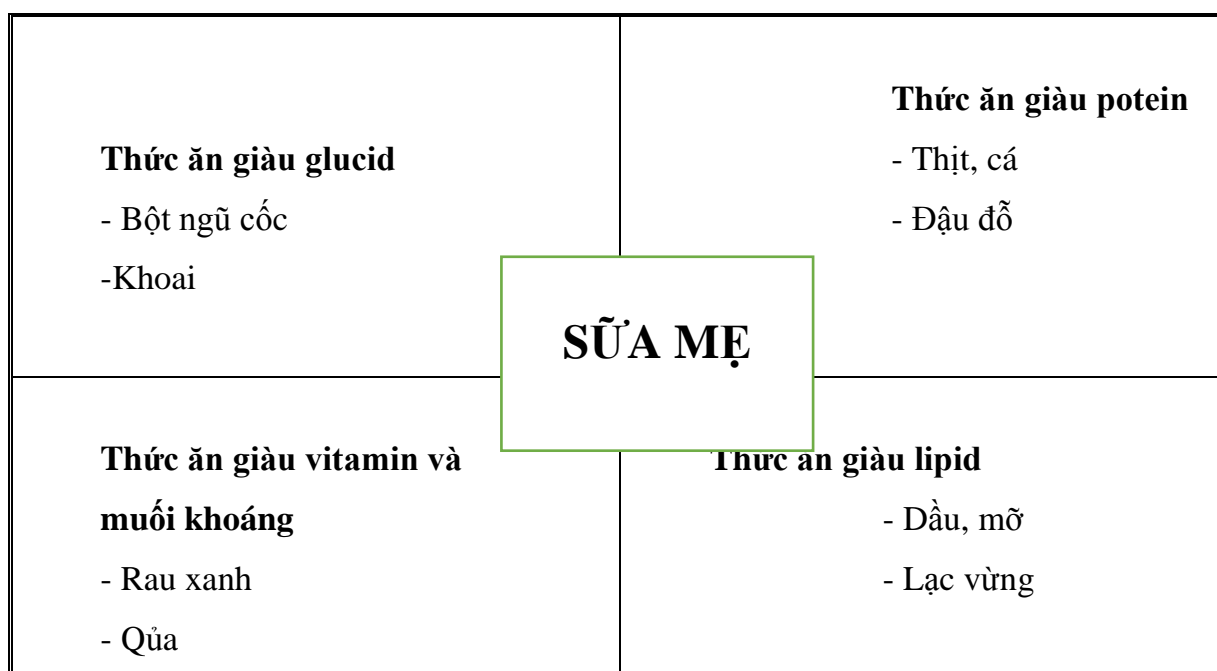 Thức ăn giàu glucid
- Bột ngũ cốc
-Khoai
Thức ăn giàu potein
- Thịt, cá
- Đậu đỗ
SỮA MẸ
Thức ăn giàu vitamin và
muối khoáng
- Rau xanh
- Qủa
Thức ăn giàu lipid
- Dầu, mỡ
- Lạc vừng